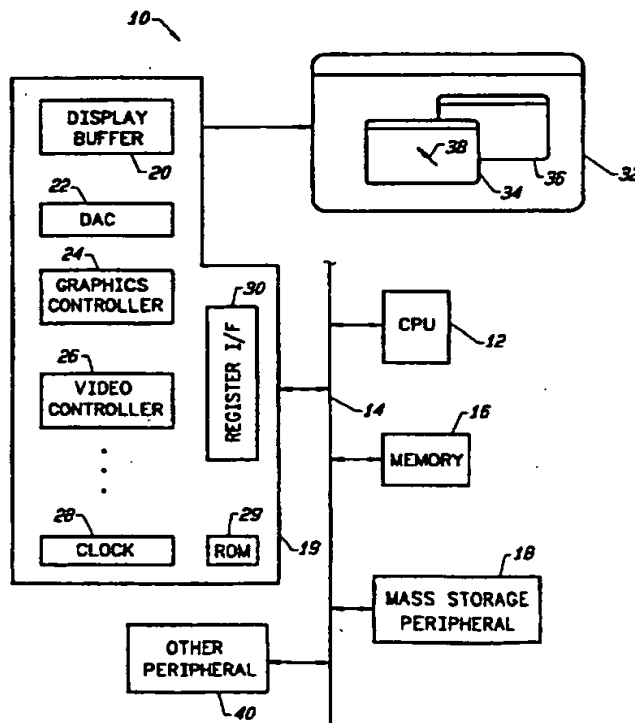 10
DISPLAY
BUFFER
20
22
DAC
24
GRAPHICS
CONTROLLER
26
VIDEO
CONTROLLER
28
CLOCK
30
REGISTER I/F
29
ROM
19
38
34
36
32
CPU
12
14
16
MEMORY
18
MASS STORAGE
PERIPHERAL
OTHER
PERIPHERAL
40